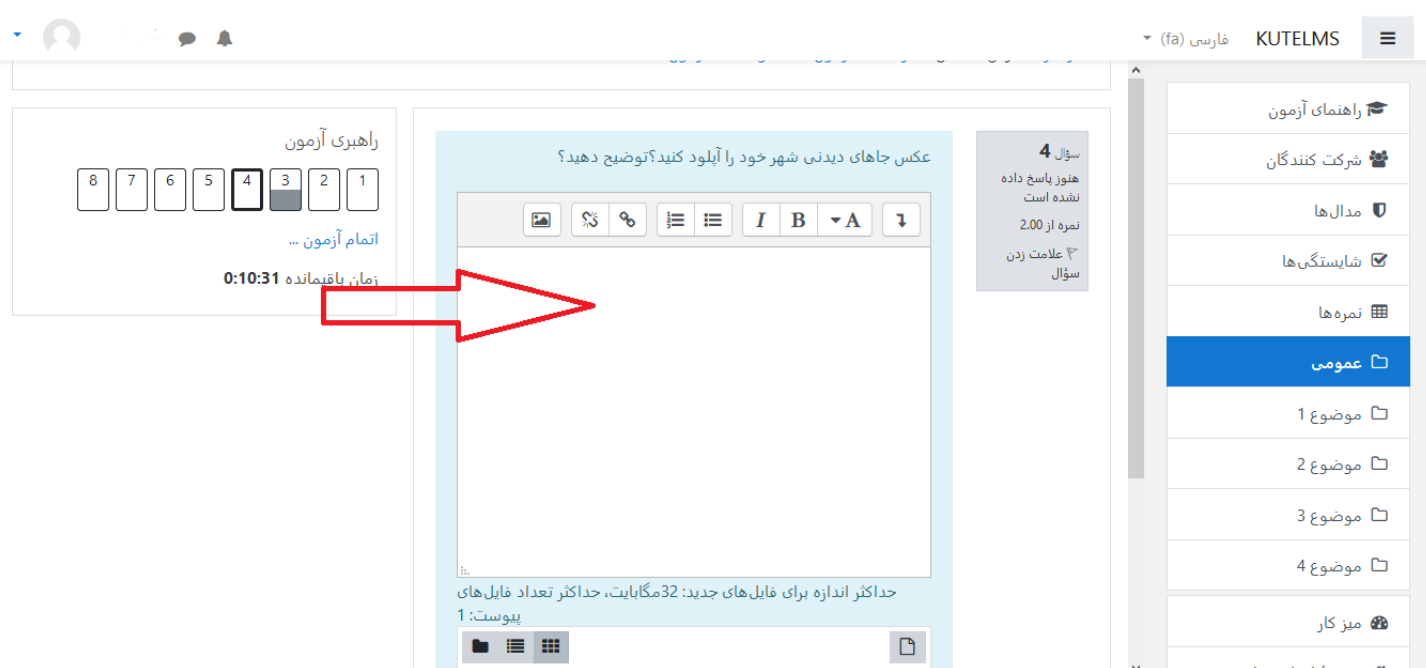 KUTELMS
فارسی (fa)
راهنمای آزمون
شرکت کنندگان
مدال‌ها
شایستگی‌ها
نمره‌ها
عمومی
موضوع 1
موضوع 2
موضوع 3
موضوع 4
میز کار
سؤال 4
هنوز پاسخ داده
نشده است
نمره از 2.00
علامت زدن
سؤال
عکس جاهای دیدنی شهر خود را آپلود کنید؟توضیح دهید؟
A B I
حداکثر اندازه برای فایل‌های جدید: 32مگابایت، حداکثر تعداد فایل‌های
پیوست: 1
راهبری آزمون
1 2 3 4 5 6 7 8
اتمام آزمون ...
زمان باقیمانده 0:10:31